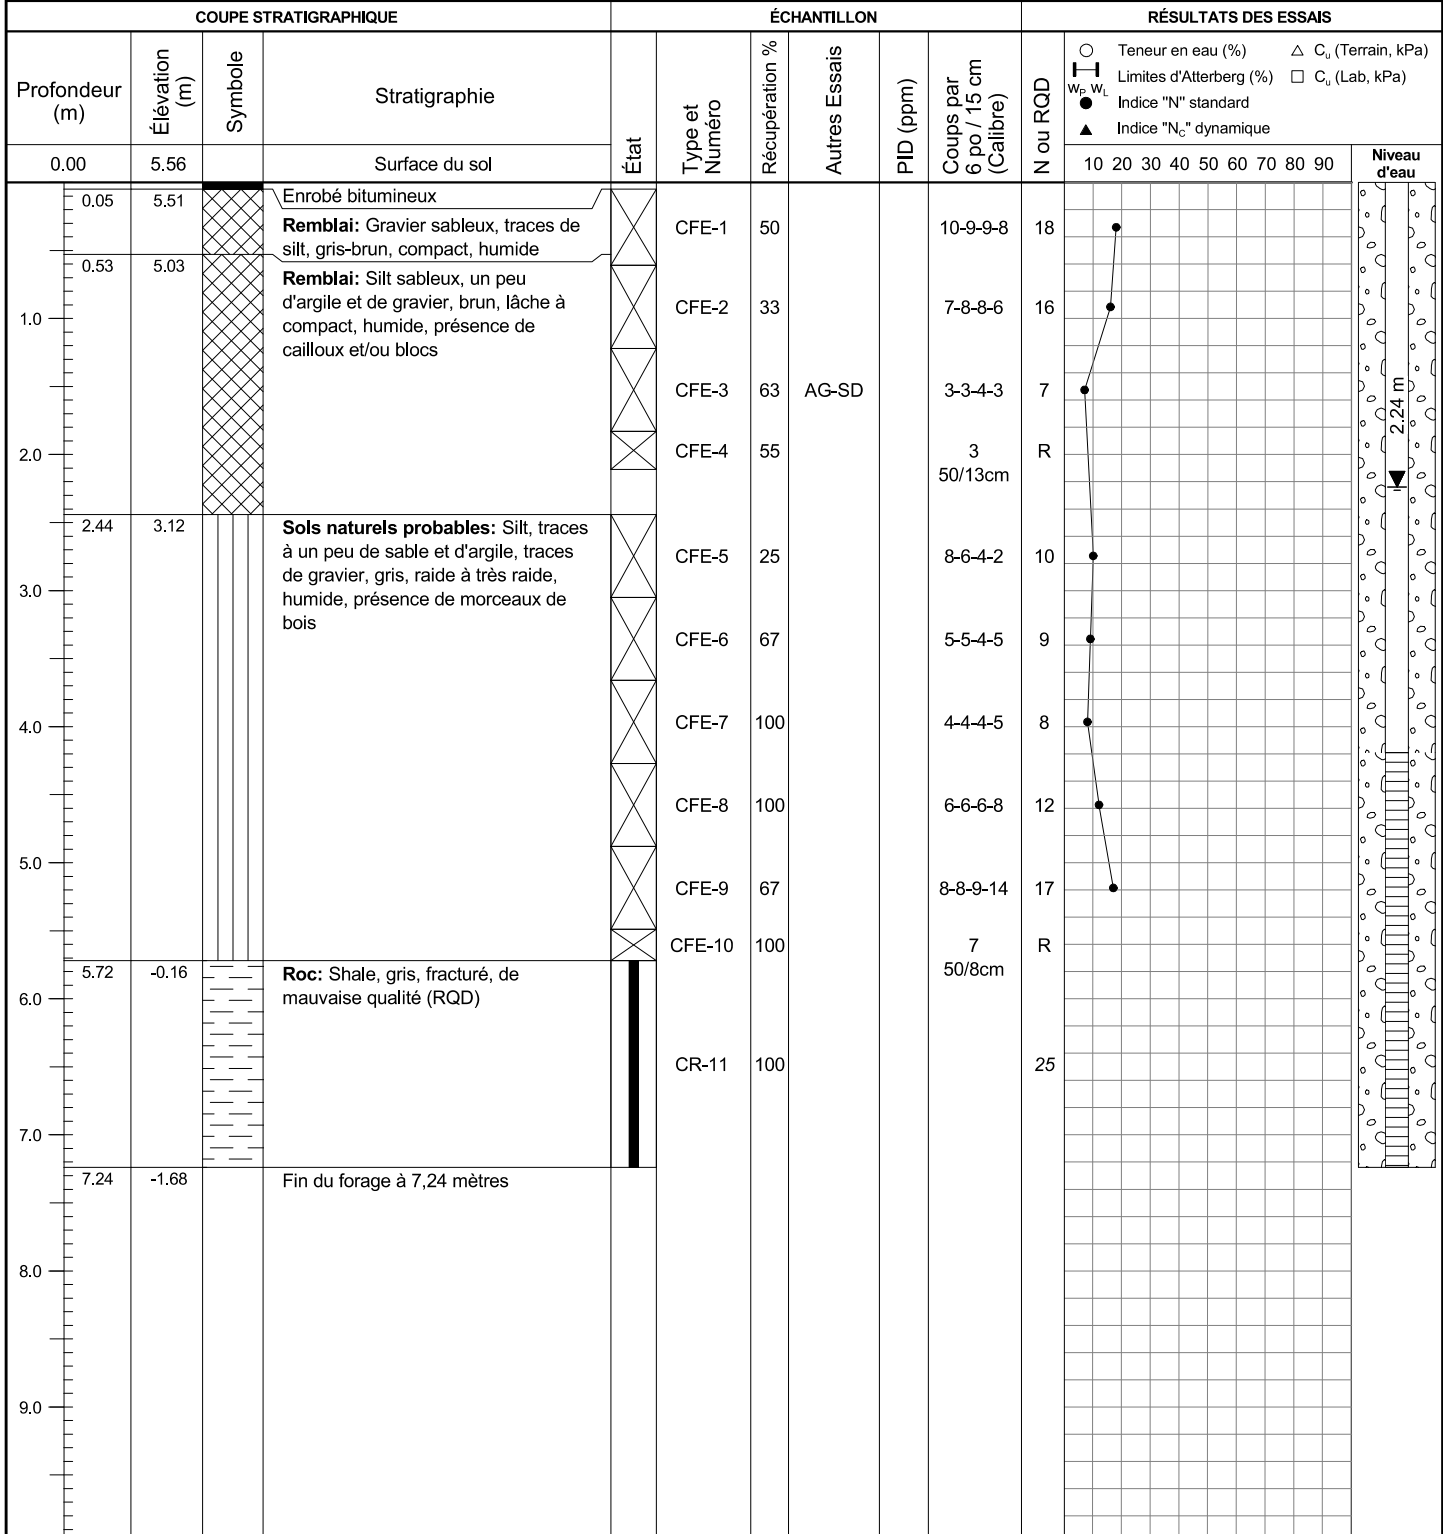 COUPE STRATIGRAPHIQUE
ÉCHANTILLON
RÉSULTATS DES ESSAIS
Profondeur
(m)
Élévation
(m)
Symbole
Stratigraphie
État
Type et
Numéro
Récupération %
Autres Essais
PID (ppm)
Coups par
6 po / 15 cm
(Calibre)
N ou RQD
Teneur en eau (%)
Cu (Terrain, kPa)
Limites d'Atterberg (%)
Cu (Lab, kPa)
WP WL
Indice "N" standard
Indice "NC" dynamique
0.00
5.56
Surface du sol
10 20 30 40 50 60 70 80 90
Niveau
d'eau
0.05
5.51
Enrobé bitumineux
Remblai: Gravier sableux, traces de
silt, gris-brun, compact, humide
CFE-1 50 10-9-9-8 18
0.53
5.03
Remblai: Silt sableux, un peu
d'argile et de gravier, brun, lâche à
compact, humide, présence de
cailloux et/ou blocs
1.0
CFE-2 33 7-8-8-6 16
CFE-3 63 AG-SD 3-3-4-3 7
2.24 m
2.0
CFE-4 55 3 R
50/13cm
2.44
3.12
Sols naturels probables: Silt, traces
à un peu de sable et d'argile, traces
de gravier, gris, raide à très raide,
humide, présence de morceaux de
bois
CFE-5 25 8-6-4-2 10
3.0
CFE-6 67 5-5-4-5 9
4.0
CFE-7 100 4-4-4-5 8
CFE-8 100 6-6-6-8 12
5.0
CFE-9 67 8-8-9-14 17
CFE-10 100 7 R
50/8cm
5.72
-0.16
Roc: Shale, gris, fracturé, de
mauvaise qualité (RQD)
6.0
CR-11 100 25
7.0
7.24
-1.68
Fin du forage à 7,24 mètres
8.0
9.0